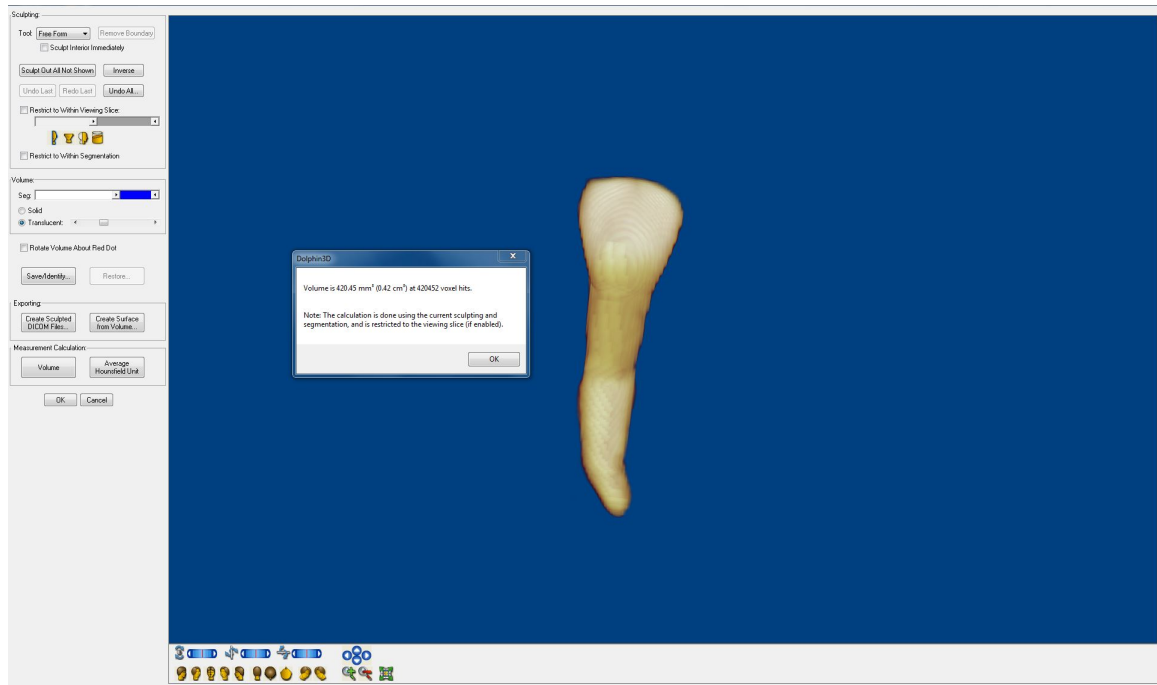 Sculpting:
Tool: Free Form Remove Boundary
Sculpt Interior Immediately
Sculpt Out All Not Shown Inverse
Undo Last Redo Last Undo All...
Restrict to Within Viewing Slice:
Restrict to Within Segmentation
Volume:
Seg:
Solid
Translucent:
Rotate Volume About Red Dot
Save/Identify... Restore...
Exporting:
Create Sculpted DICOM Files... Create Surface from Volume...
Measurement Calculation:
Volume Average Hounsfield Unit
OK Cancel
Dolphin3D
Volume is 420.45 mm³ (0.42 cm³) at 420452 voxel hits.
Note: The calculation is done using the current sculpting and
segmentation, and is restricted to the viewing slice (if enabled).
OK